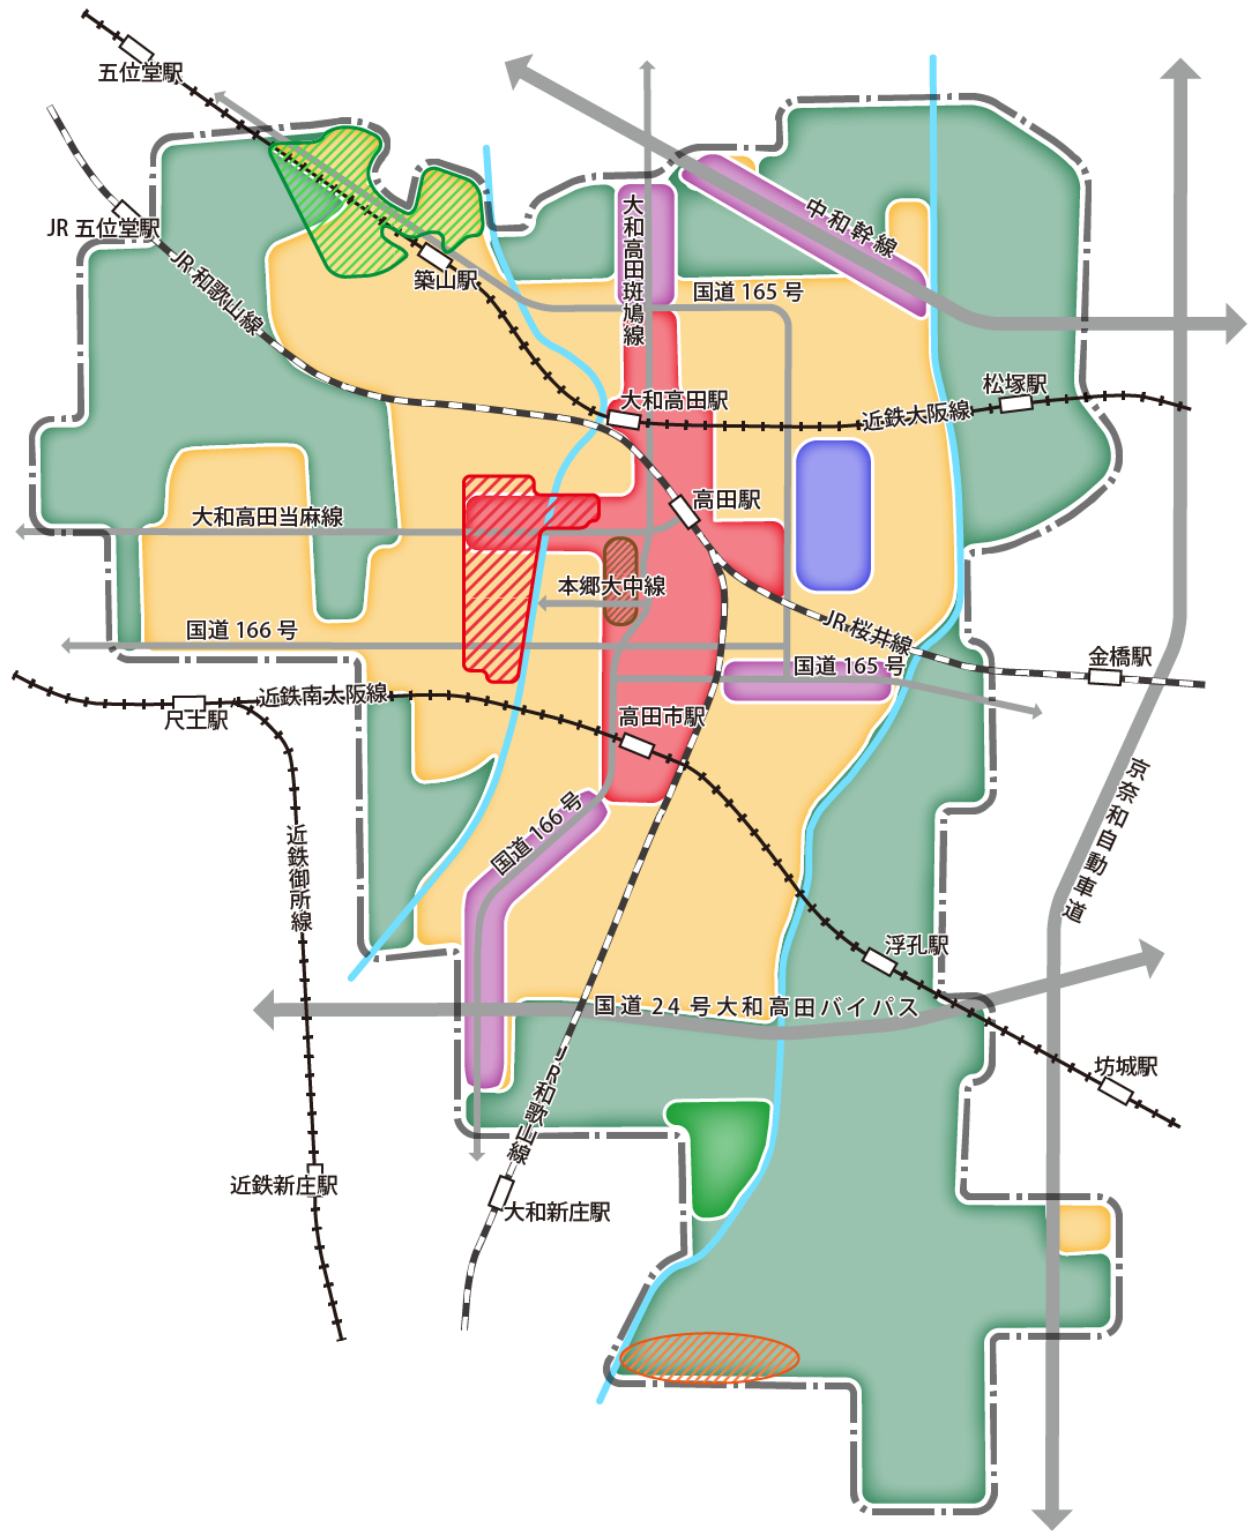 五位堂駅
JR 五位堂駅
JR 和歌山線
築山駅
大和高田斑鳩線
中和幹線
国道 165 号
大和高田駅
近鉄大阪線
松塚駅
高田駅
大和高田当麻線
本郷大中線
国道 166 号
JR 桜井線
国道 165 号
金橋駅
尺土駅
近鉄南大阪線
高田市駅
国道 166 号
近鉄御所線
京奈和自動車道
浮孔駅
国道 24 号大和高田バイパス
坊城駅
JR和歌山線
近鉄新庄駅
大和新庄駅